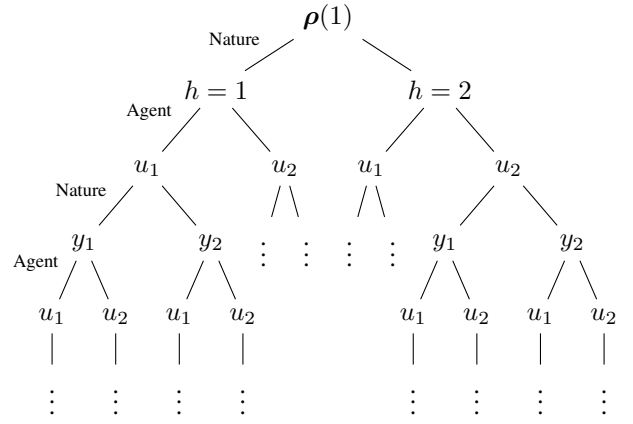 ρ(1)
Nature
h = 1 h = 2
Agent
u₁ u₂ u₁ u₂
Nature
y₁ y₂ ⋮ ⋮ ⋮ ⋮ y₁ y₂
Agent
u₁ u₂ u₁ u₂ u₁ u₂ u₁ u₂
⋮ ⋮ ⋮ ⋮ ⋮ ⋮ ⋮ ⋮